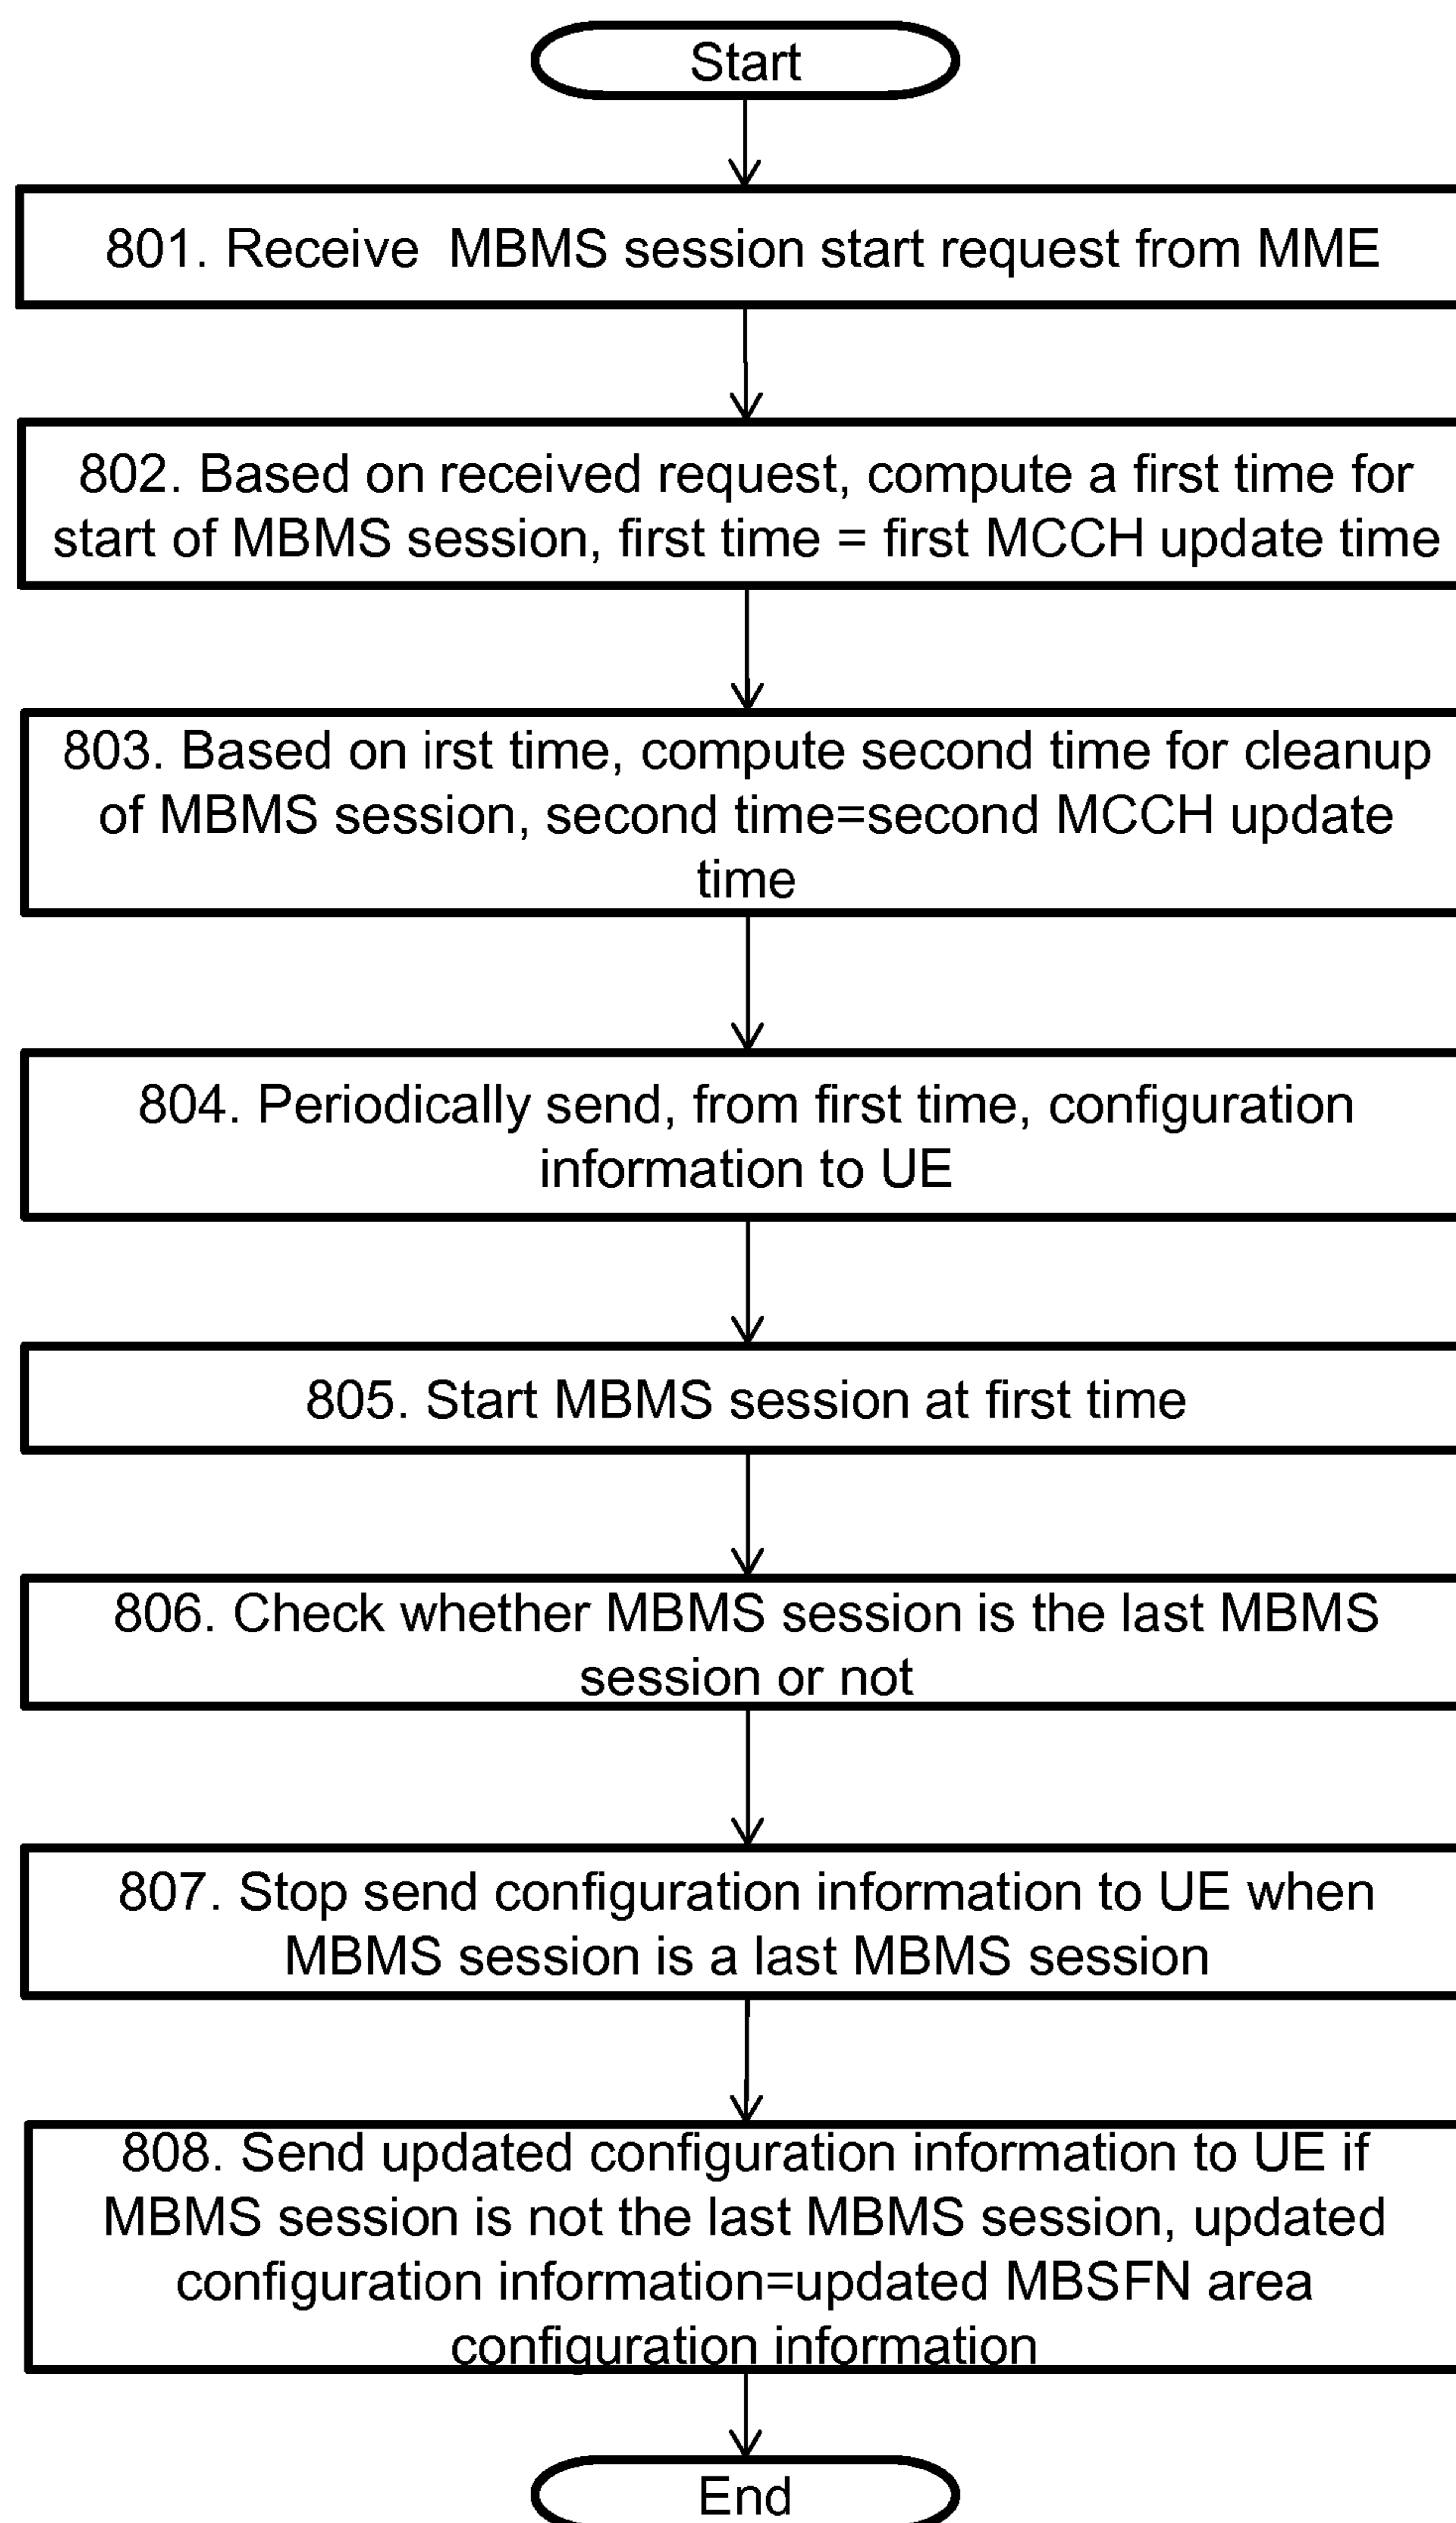 Start
801. Receive MBMS session start request from MME
802. Based on received request, compute a first time for
start of MBMS session, first time = first MCCH update time
803. Based on irst time, compute second time for cleanup
of MBMS session, second time=second MCCH update
time
804. Periodically send, from first time, configuration
information to UE
805. Start MBMS session at first time
806. Check whether MBMS session is the last MBMS
session or not
807. Stop send configuration information to UE when
MBMS session is a last MBMS session
808. Send updated configuration information to UE if
MBMS session is not the last MBMS session, updated
configuration information=updated MBSFN area
configuration information
End